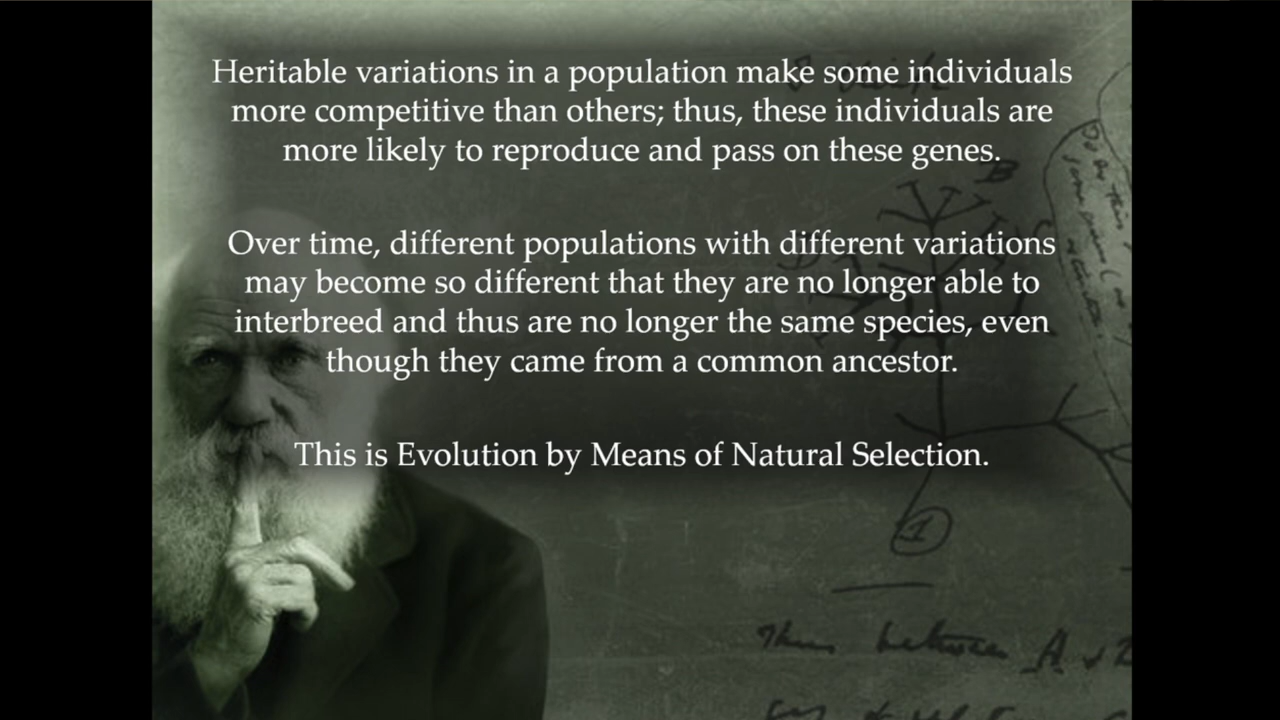 Heritable variations in a population make some individuals
more competitive than others; thus, these individuals are
more likely to reproduce and pass on these genes.
Over time, different populations with different variations
may become so different that they are no longer able to
interbreed and thus are no longer the same species, even
though they came from a common ancestor.
This is Evolution by Means of Natural Selection.
B
1
Thus between A